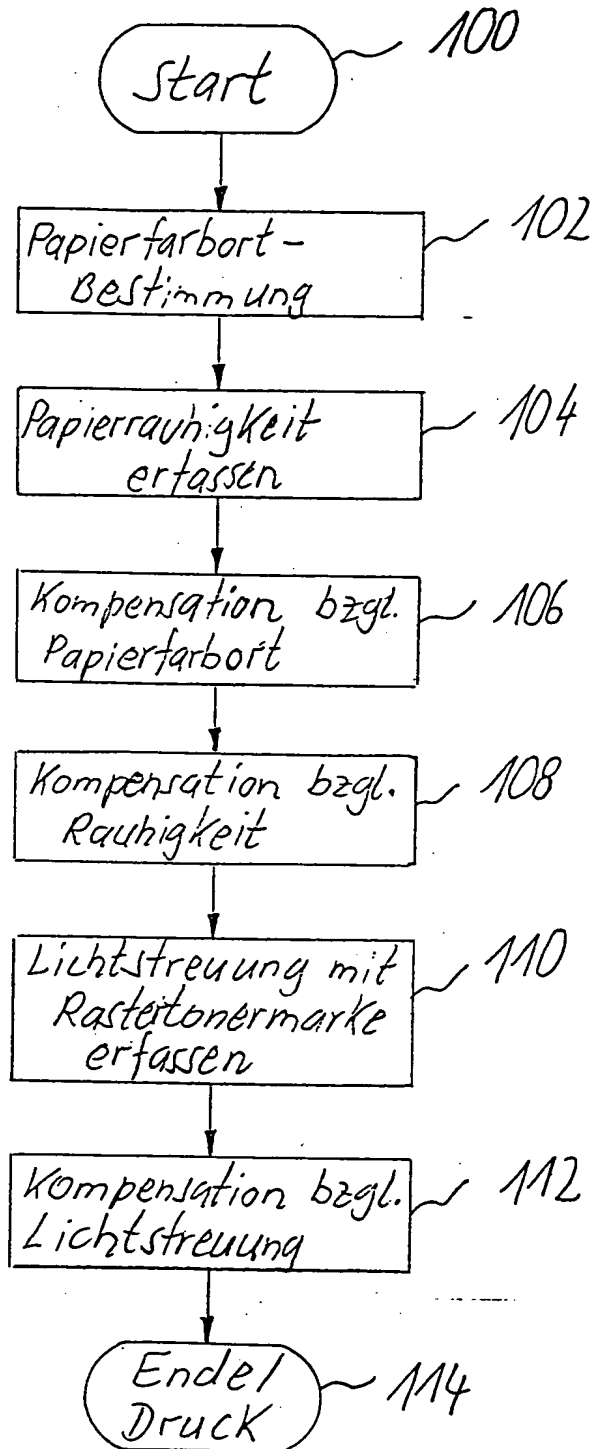 100
Start
102
Papierfarbort-
Bestimmung
104
Papierrauhigkeit
erfassen
106
Kompensation bzgl.
Papierfarbort
108
Kompensation bzgl.
Rauhigkeit
110
Lichtstreuung mit
Rastertonermarke
erfassen
112
Kompensation bzgl.
Lichtstreuung
Ende/
Druck
114